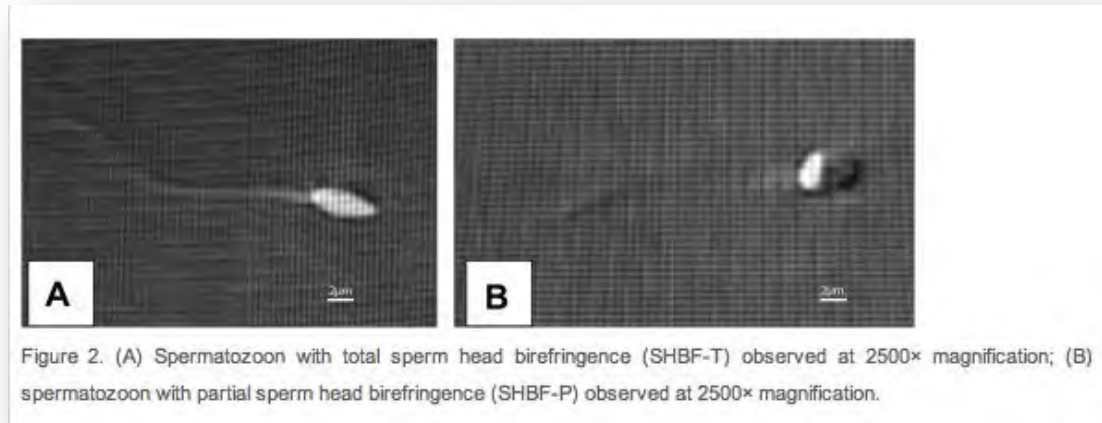 A
2μm
B
2μm
Figure 2. (A) Spermatozoon with total sperm head birefringence (SHBF-T) observed at 2500× magnification; (B)
spermatozoon with partial sperm head birefringence (SHBF-P) observed at 2500× magnification.